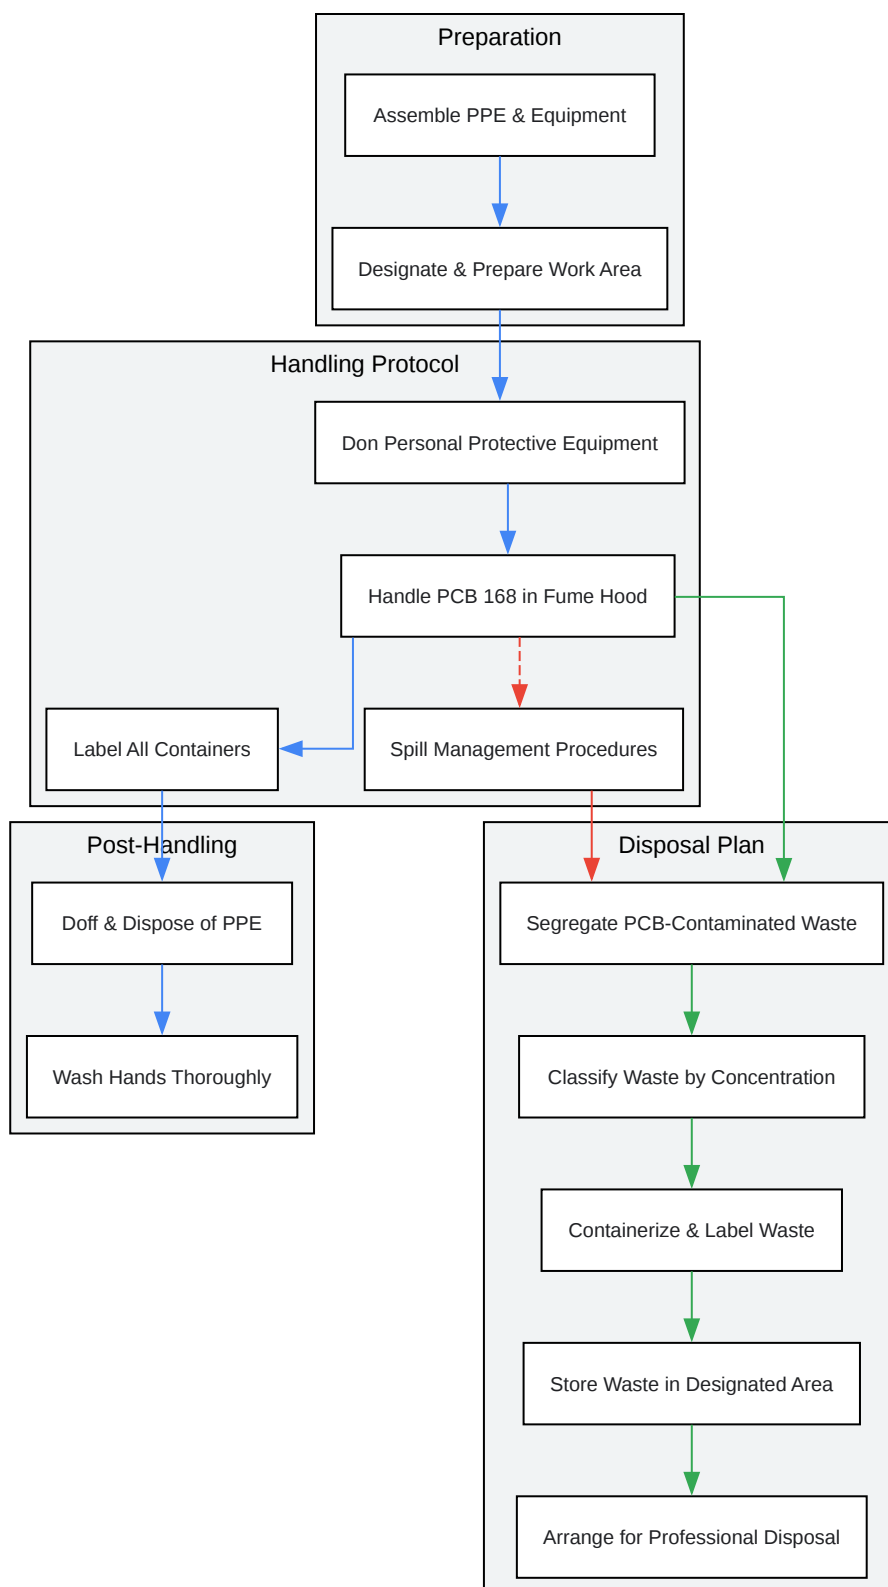 Preparation
Assemble PPE & Equipment
Designate & Prepare Work Area
Handling Protocol
Don Personal Protective Equipment
Handle PCB 168 in Fume Hood
Label All Containers
Spill Management Procedures
Post-Handling
Doff & Dispose of PPE
Wash Hands Thoroughly
Disposal Plan
Segregate PCB-Contaminated Waste
Classify Waste by Concentration
Containerize & Label Waste
Store Waste in Designated Area
Arrange for Professional Disposal